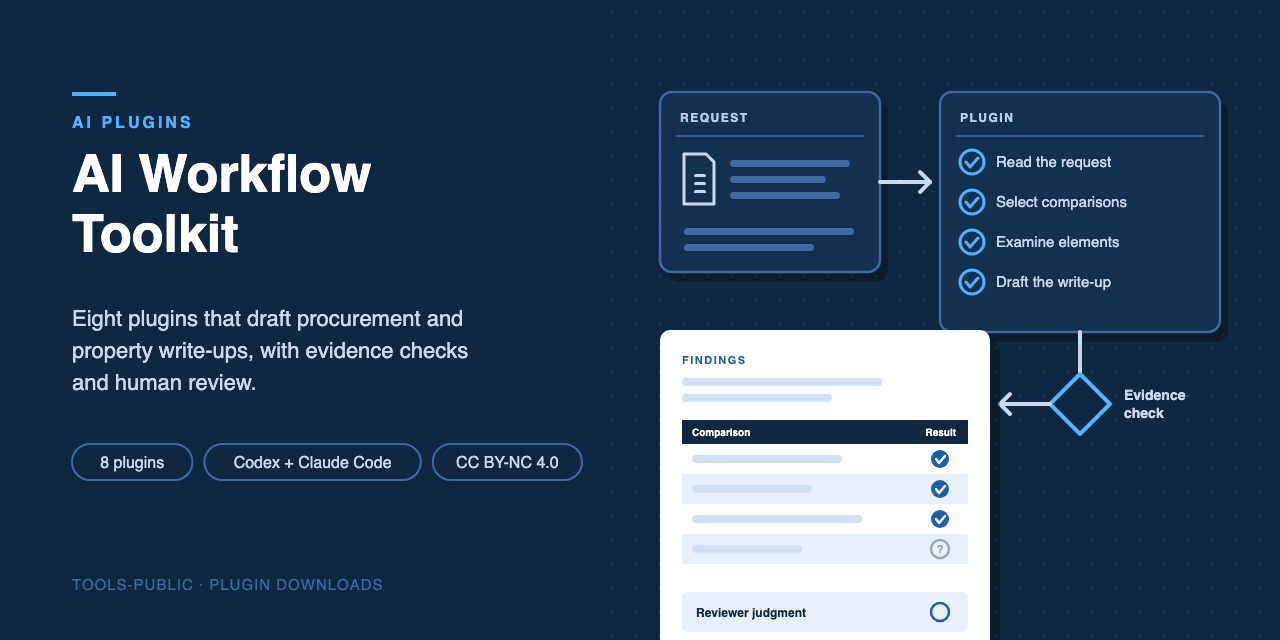 AI PLUGINS
AI Workflow
Toolkit
Eight plugins that draft procurement and
property write-ups, with evidence checks
and human review.
8 plugins
Codex + Claude Code
CC BY-NC 4.0
TOOLS-PUBLIC · PLUGIN DOWNLOADS
REQUEST
PLUGIN
Read the request
Select comparisons
Examine elements
Draft the write-up
Evidence
check
FINDINGS
Comparison Result
?
Reviewer judgment